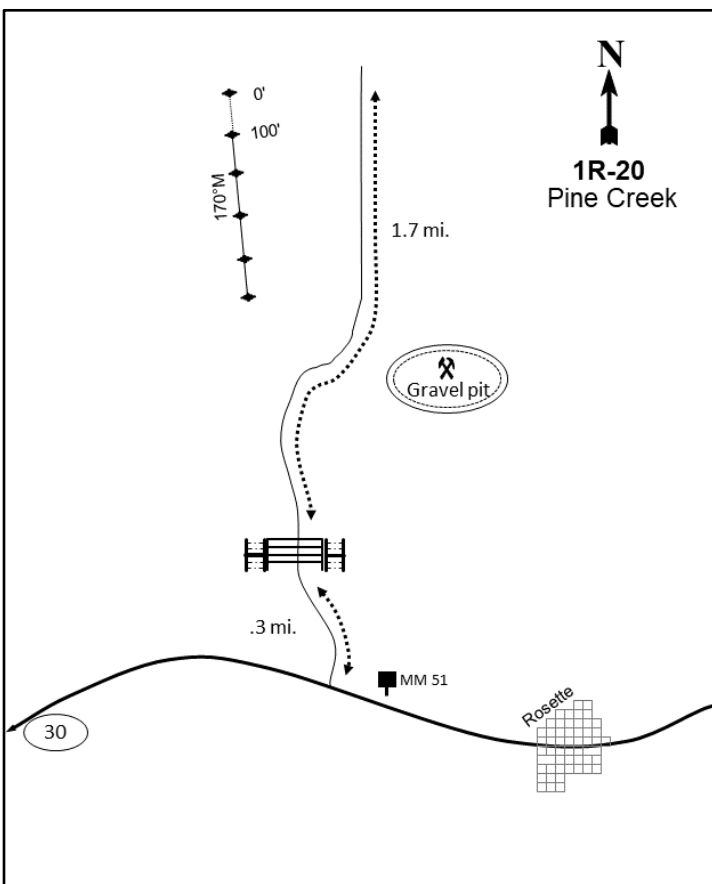 N
1R-20
Pine Creek
0'
100'
170°M
1.7 mi.
Gravel pit
.3 mi.
MM 51
Rosette
30